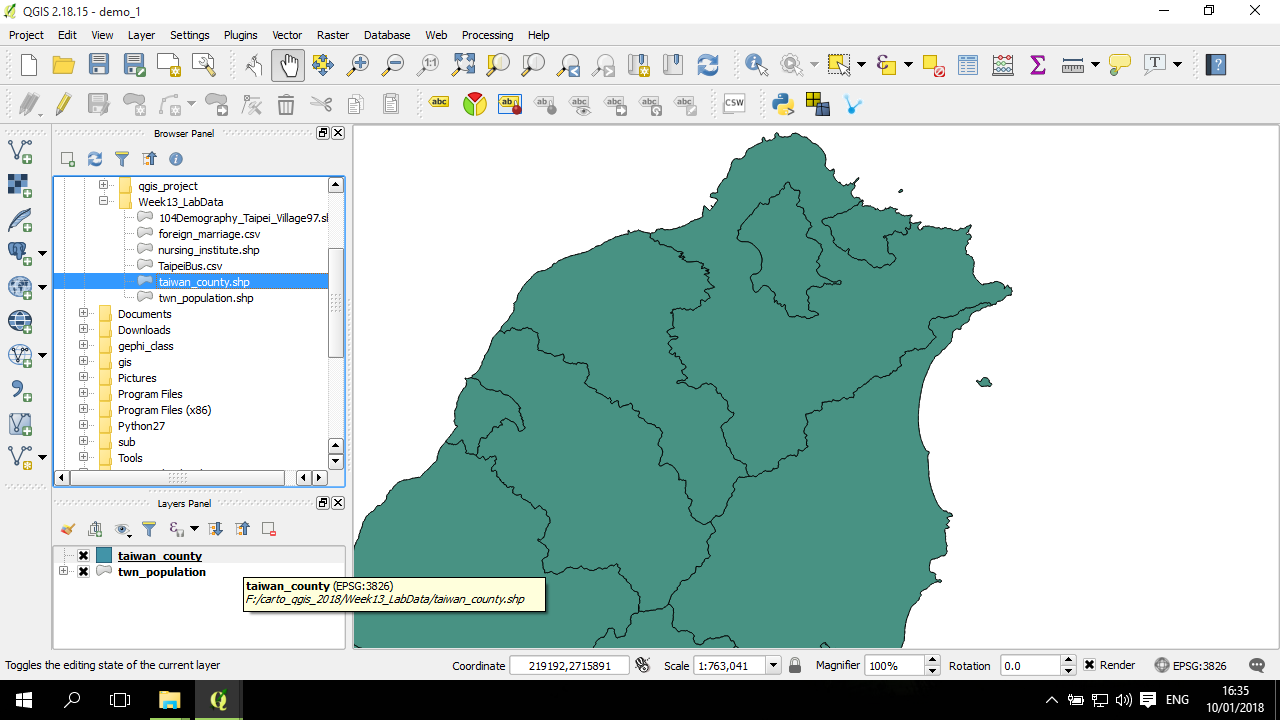 QGIS 2.18.15 - demo_1
Project Edit View Layer Settings Plugins Vector Raster Database Web Processing Help
abc
CSW
Browser Panel
qgis_project
Week13_LabData
104Demography_Taipei_Village97.sh
foreign_marriage.csv
nursing_institute.shp
TaipeiBus.csv
taiwan_county.shp
twn_population.shp
Documents
Downloads
gephi_class
gis
Pictures
Program Files
Program Files (x86)
Python27
sub
Tools
Layers Panel
taiwan_county
twn_population
taiwan_county (EPSG:3826)
F:/carto_qgis_2018/Week13_LabData/taiwan_county.shp
Toggles the editing state of the current layer
Coordinate 219192,2715891 Scale 1:763,041 Magnifier 100% Rotation 0.0 Render EPSG:3826
ENG
16:35
10/01/2018